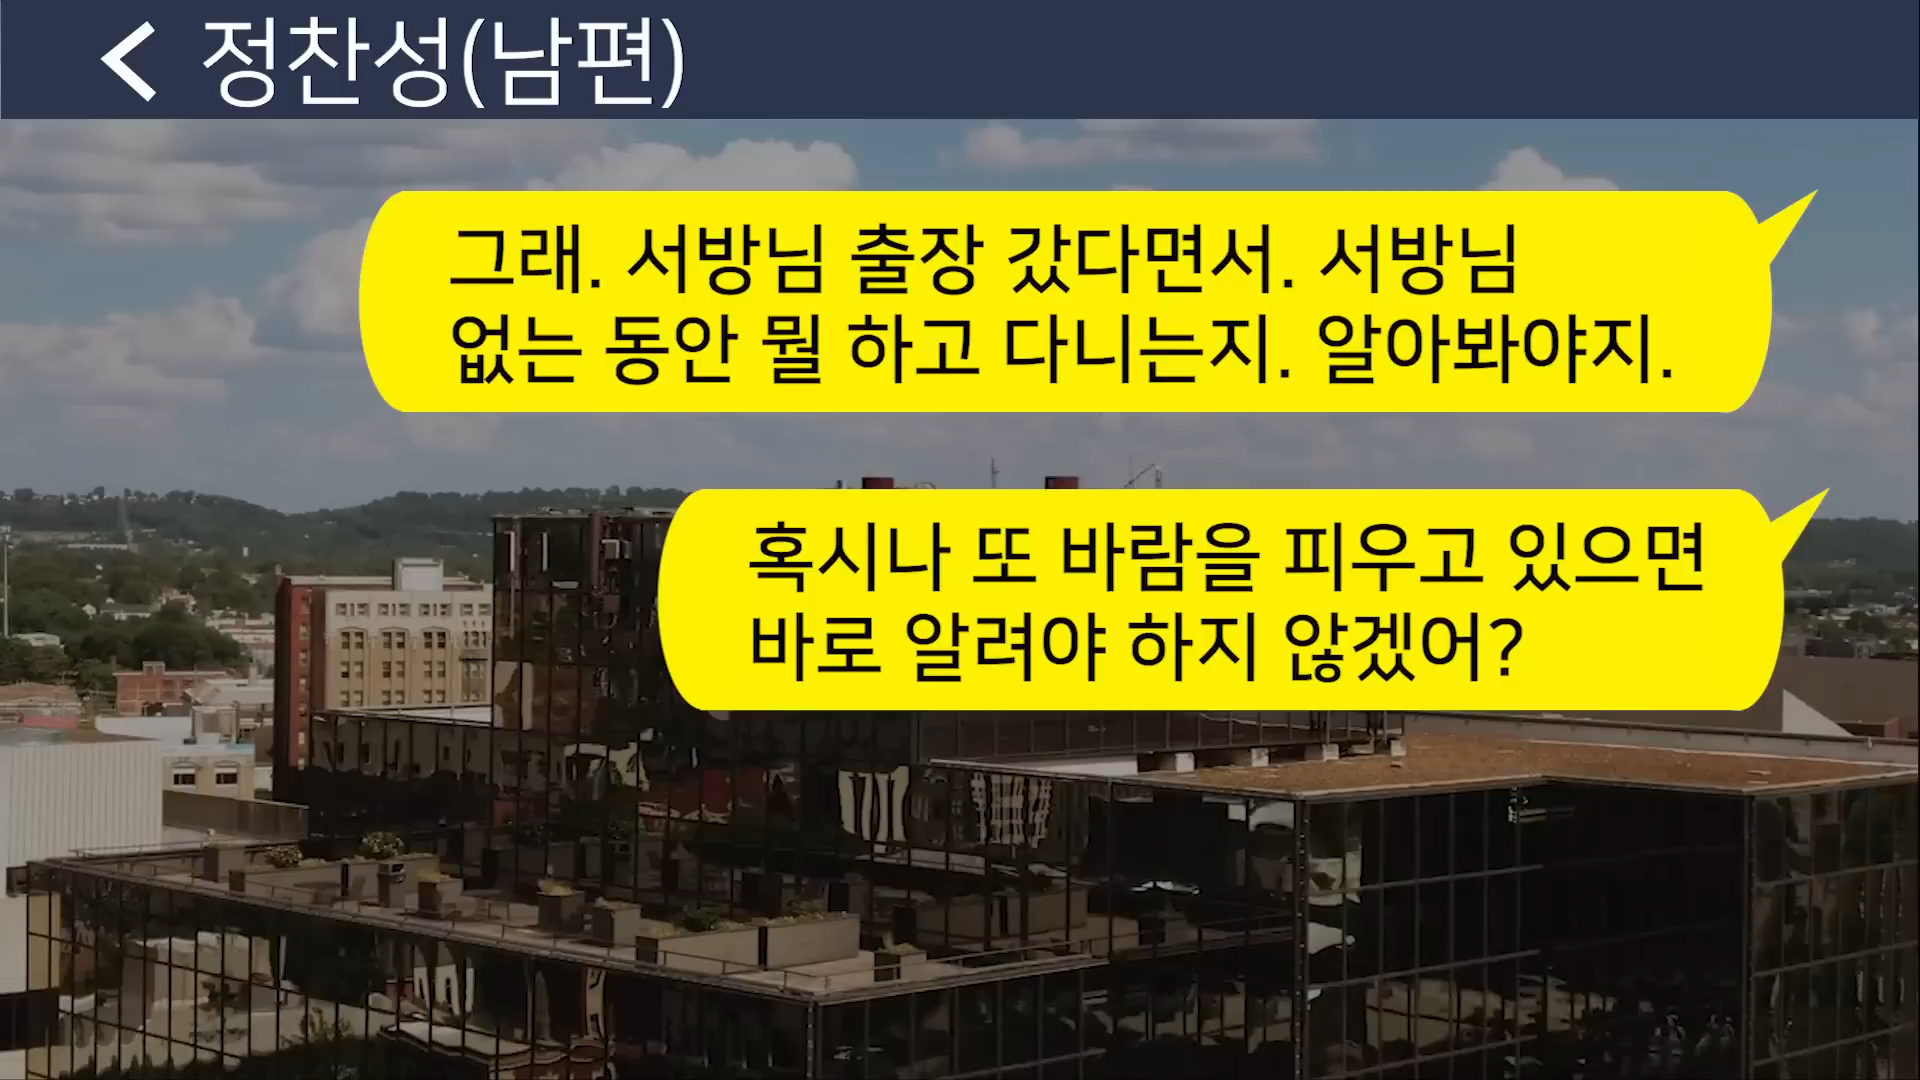 정찬성(남편)
그래. 서방님 출장 갔다면서. 서방님
없는 동안 뭘 하고 다니는지. 알아봐야지.
혹시나 또 바람을 피우고 있으면
바로 알려야 하지 않겠어?